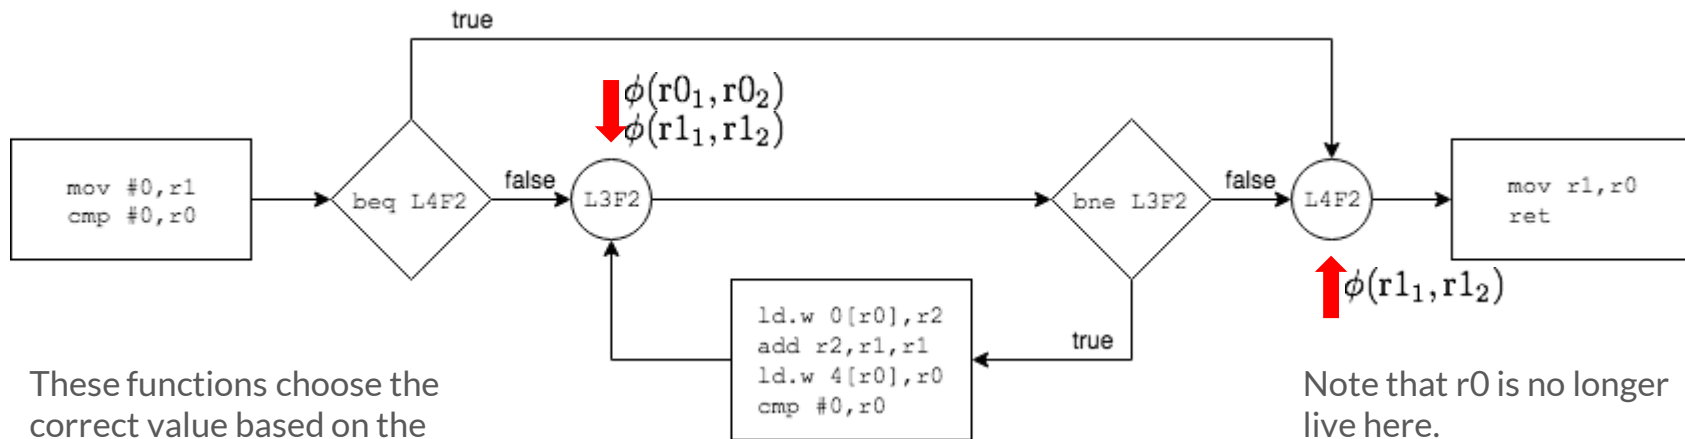 true
ϕ(r0₁, r0₂)
ϕ(r1₁, r1₂)
mov #0,r1
cmp #0,r0
beq L4F2
false
L3F2
bne L3F2
false
L4F2
mov r1,r0
ret
ϕ(r1₁, r1₂)
ld.w 0[r0],r2
add r2,r1,r1
ld.w 4[r0],r0
cmp #0,r0
true
These functions choose the
correct value based on the
Note that r0 is no longer
live here.